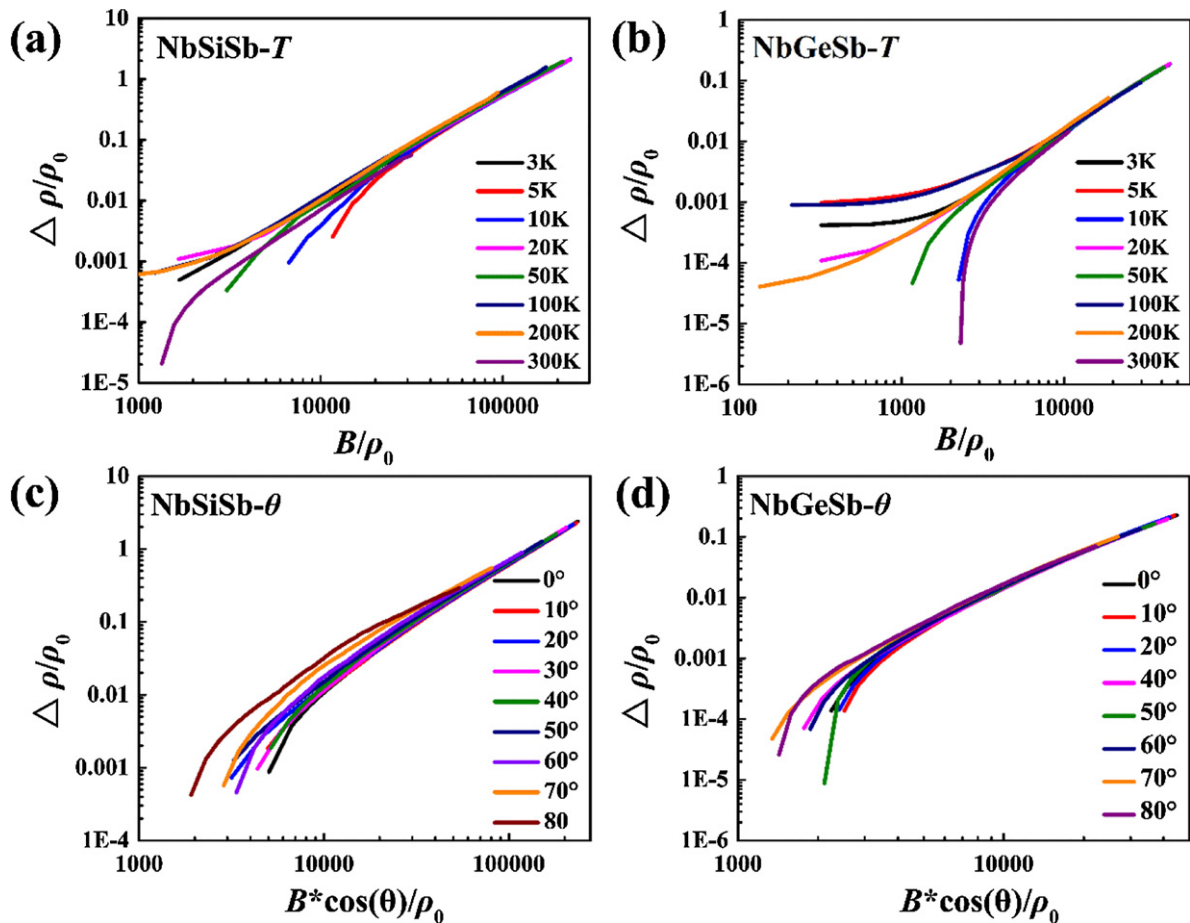 (a)
NbSiSb-T
10
1
0.1
0.01
0.001
1E-4
1E-5
△ ρ/ρ₀
3K
5K
10K
20K
50K
100K
200K
300K
1000
10000
100000
B/ρ₀
(b)
NbGeSb-T
1
0.1
0.01
0.001
1E-4
1E-5
1E-6
△ ρ/ρ₀
3K
5K
10K
20K
50K
100K
200K
300K
100
1000
10000
B/ρ₀
(c)
NbSiSb-θ
10
1
0.1
0.01
0.001
1E-4
△ ρ/ρ₀
0°
10°
20°
30°
40°
50°
60°
70°
80
1000
10000
100000
B*cos(θ)/ρ₀
(d)
NbGeSb-θ
1
0.1
0.01
0.001
1E-4
1E-5
1E-6
△ ρ/ρ₀
0°
10°
20°
40°
50°
60°
70°
80°
1000
10000
B*cos(θ)/ρ₀